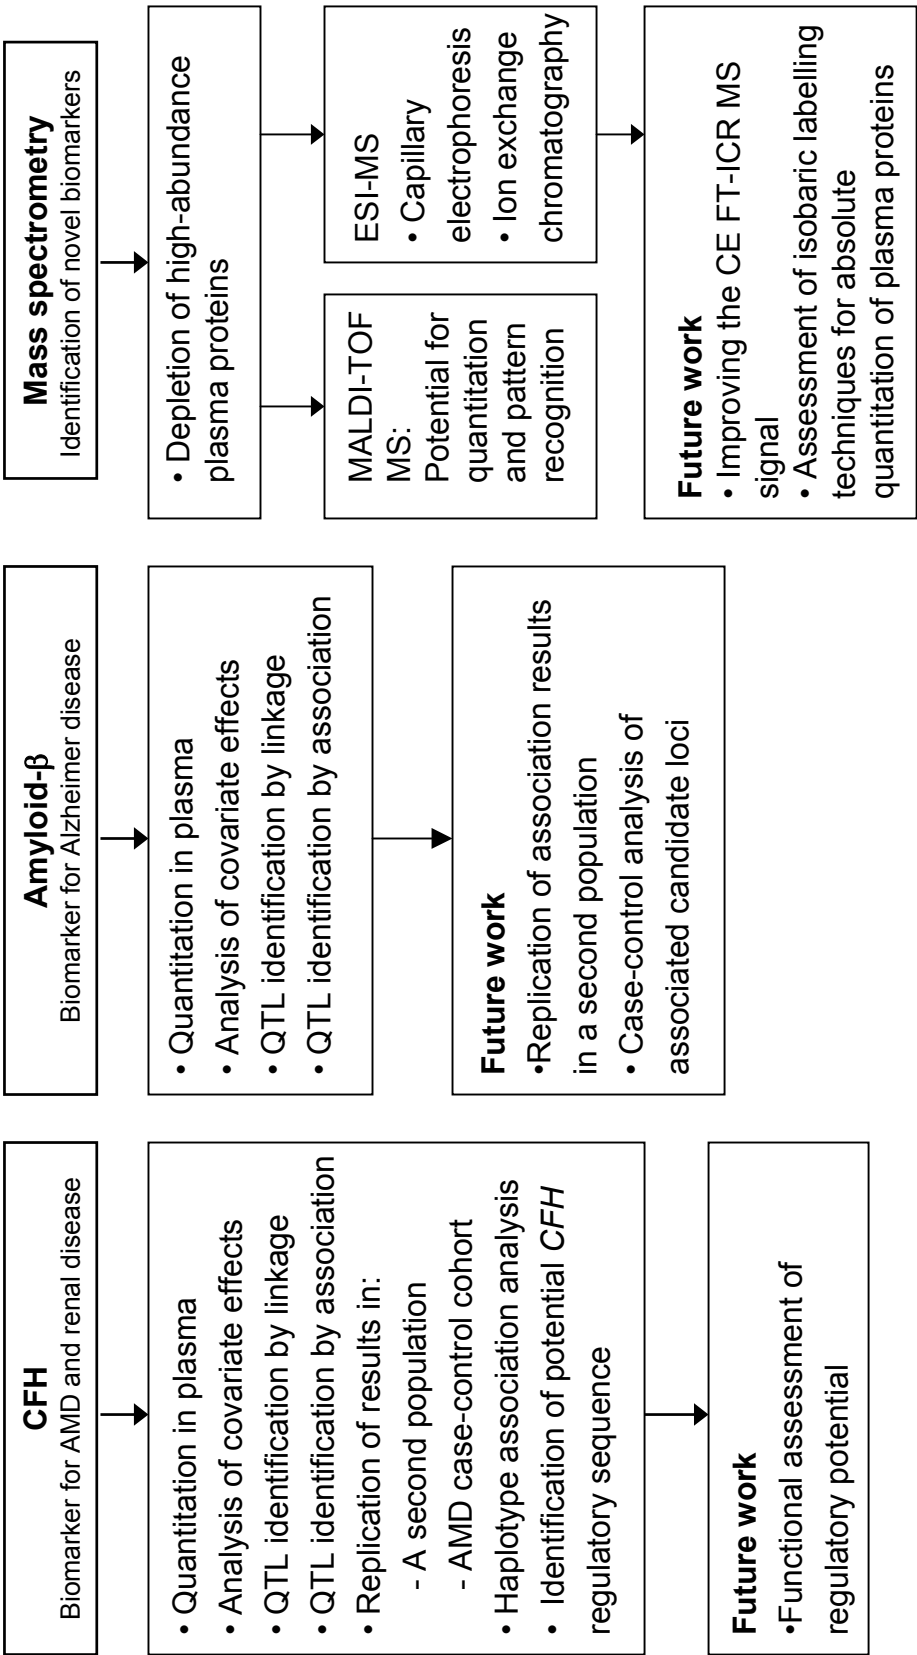 CFH
Biomarker for AMD and renal disease
• Quantitation in plasma
• Analysis of covariate effects
• QTL identification by linkage
• QTL identification by association
• Replication of results in:
- A second population
- AMD case-control cohort
• Haplotype association analysis
• Identification of potential CFH
regulatory sequence
Future work
•Functional assessment of
regulatory potential
Amyloid-β
Biomarker for Alzheimer disease
• Quantitation in plasma
• Analysis of covariate effects
• QTL identification by linkage
• QTL identification by association
Future work
•Replication of association results
in a second population
• Case-control analysis of
associated candidate loci
Mass spectrometry
Identification of novel biomarkers
• Depletion of high-abundance
plasma proteins
MALDI-TOF
MS:
Potential for
quantitation
and pattern
recognition
ESI-MS
• Capillary
electrophoresis
• Ion exchange
chromatography
Future work
• Improving the CE FT-ICR MS
signal
• Assessment of isobaric labelling
techniques for absolute
quantitation of plasma proteins